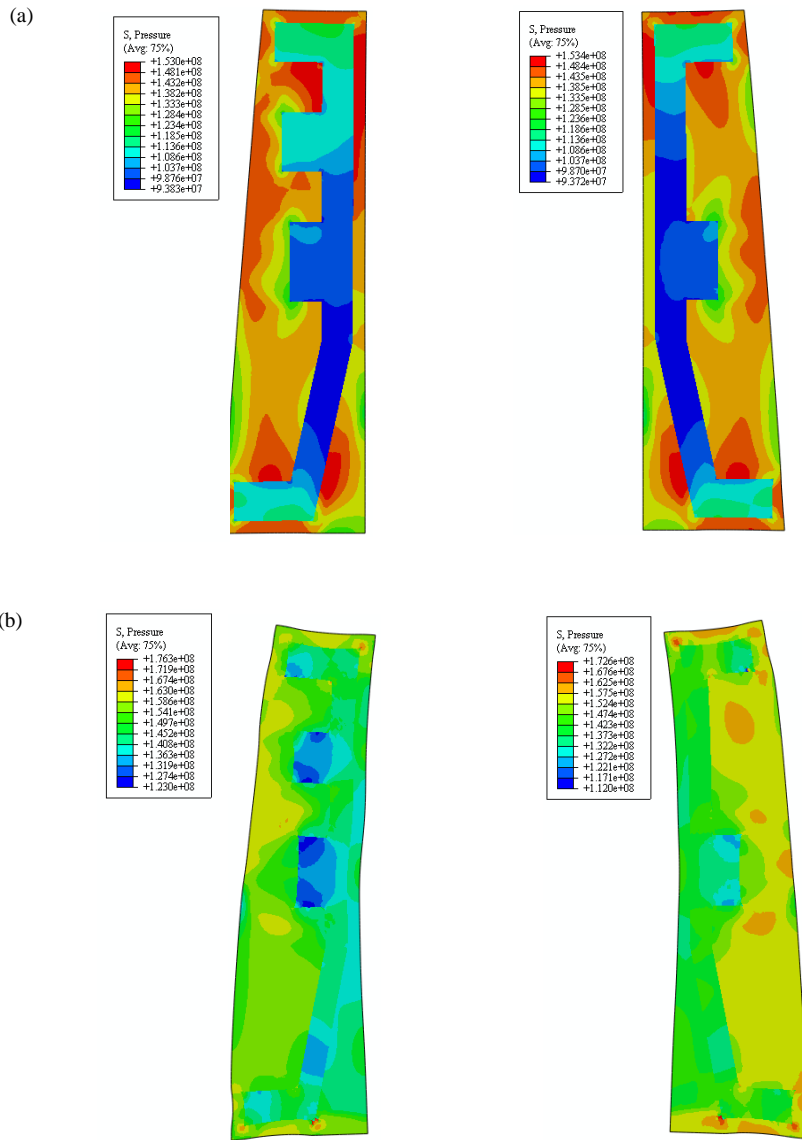 (a)
S, Pressure
(Avg: 75%)
+1.530e+08
+1.481e+08
+1.432e+08
+1.382e+08
+1.333e+08
+1.284e+08
+1.234e+08
+1.185e+08
+1.136e+08
+1.086e+08
+1.037e+08
+9.876e+07
+9.383e+07
S, Pressure
(Avg: 75%)
+1.534e+08
+1.484e+08
+1.435e+08
+1.385e+08
+1.335e+08
+1.285e+08
+1.236e+08
+1.186e+08
+1.136e+08
+1.086e+08
+1.037e+08
+9.870e+07
+9.372e+07
(b)
S, Pressure
(Avg: 75%)
+1.763e+08
+1.719e+08
+1.674e+08
+1.630e+08
+1.586e+08
+1.541e+08
+1.497e+08
+1.452e+08
+1.408e+08
+1.363e+08
+1.319e+08
+1.274e+08
+1.230e+08
S, Pressure
(Avg: 75%)
+1.726e+08
+1.676e+08
+1.625e+08
+1.575e+08
+1.524e+08
+1.474e+08
+1.423e+08
+1.373e+08
+1.322e+08
+1.272e+08
+1.221e+08
+1.171e+08
+1.120e+08